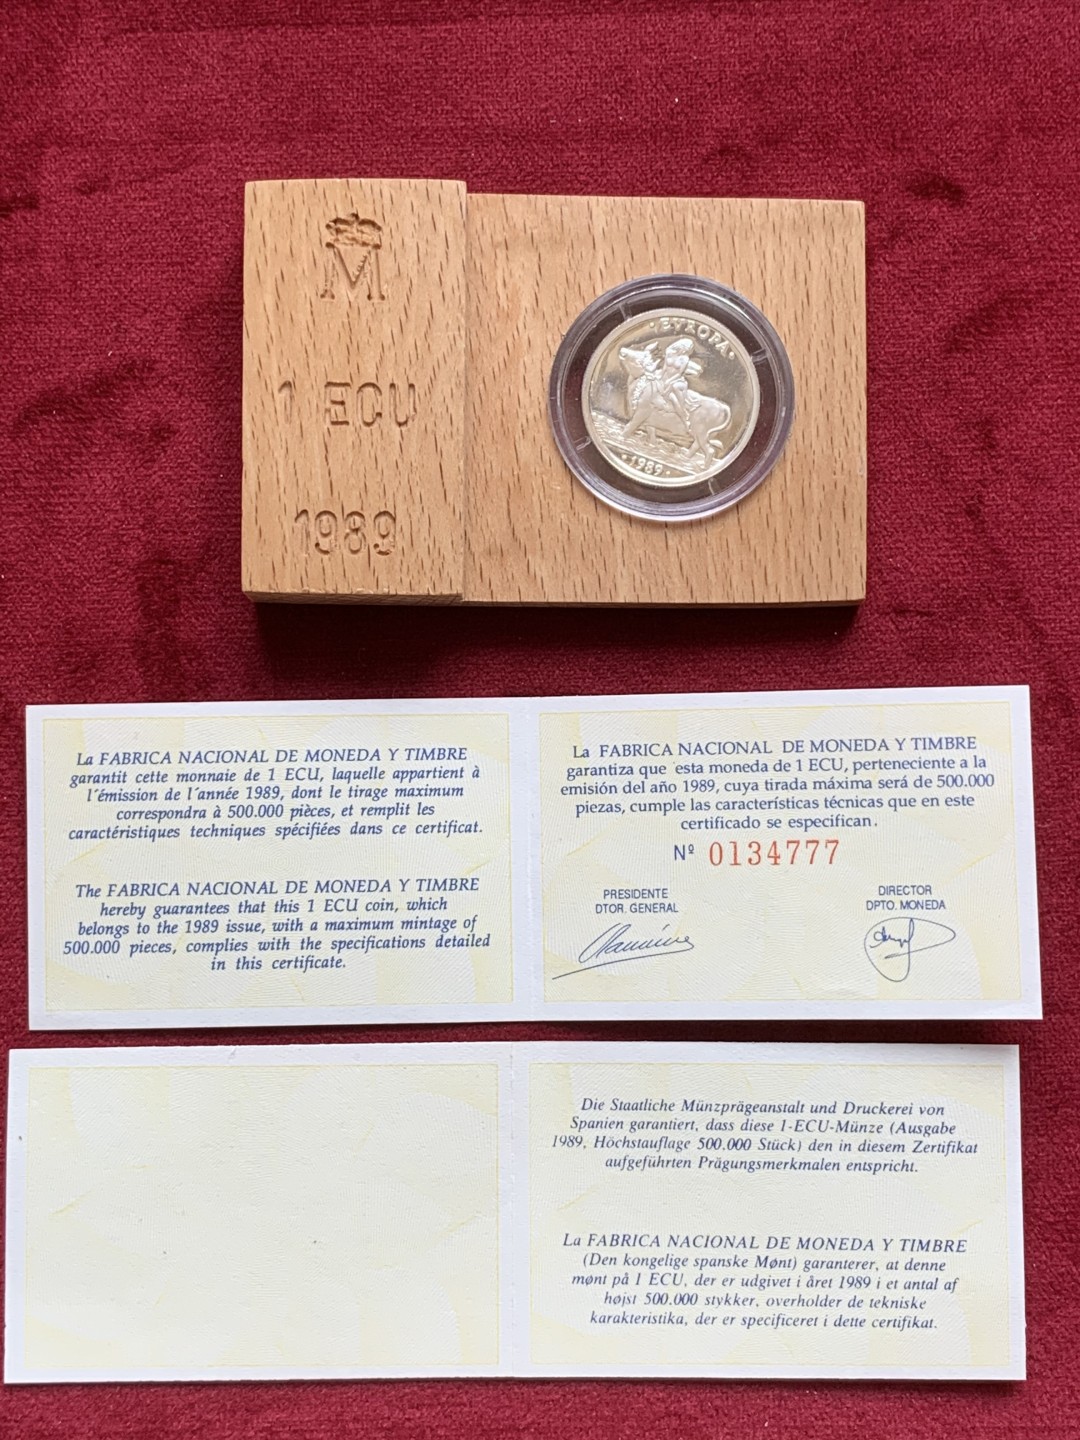 M
1 ECU
1989
· EVROPA ·
· 1989 ·
La FABRICA NACIONAL DE MONEDA Y TIMBRE
garantit cette monnaie de 1 ECU, laquelle appartient à
l'émission de l'année 1989, dont le tirage maximum
correspondra à 500.000 pièces, et remplit les
caractéristiques techniques spécifiées dans ce certificat.
The FABRICA NACIONAL DE MONEDA Y TIMBRE
hereby guarantees that this 1 ECU coin, which
belongs to the 1989 issue, with a maximum mintage of
500.000 pieces, complies with the specifications detailed
in this certificate.
La FABRICA NACIONAL DE MONEDA Y TIMBRE
garantiza que esta moneda de 1 ECU, perteneciente a la
emisión del año 1989, cuya tirada máxima será de 500.000
piezas, cumple las características técnicas que en este
certificado se especifican.
Nº 0134777
PRESIDENTE
DTOR. GENERAL
DIRECTOR
DPTO. MONEDA
Die Staatliche Münzprägeanstalt und Druckerei von
Spanien garantiert, dass diese 1-ECU-Münze (Ausgabe
1989, Höchstauflage 500.000 Stück) den in diesem Zertifikat
aufgeführten Prägungsmerkmalen entspricht.
La FABRICA NACIONAL DE MONEDA Y TIMBRE
(Den kongelige spanske Mønt) garanterer, at denne
mønt på 1 ECU, der er udgivet i året 1989 i et antal af
højst 500.000 stykker, overholder de tekniske
karakteristika, der er specificeret i dette certifikat.